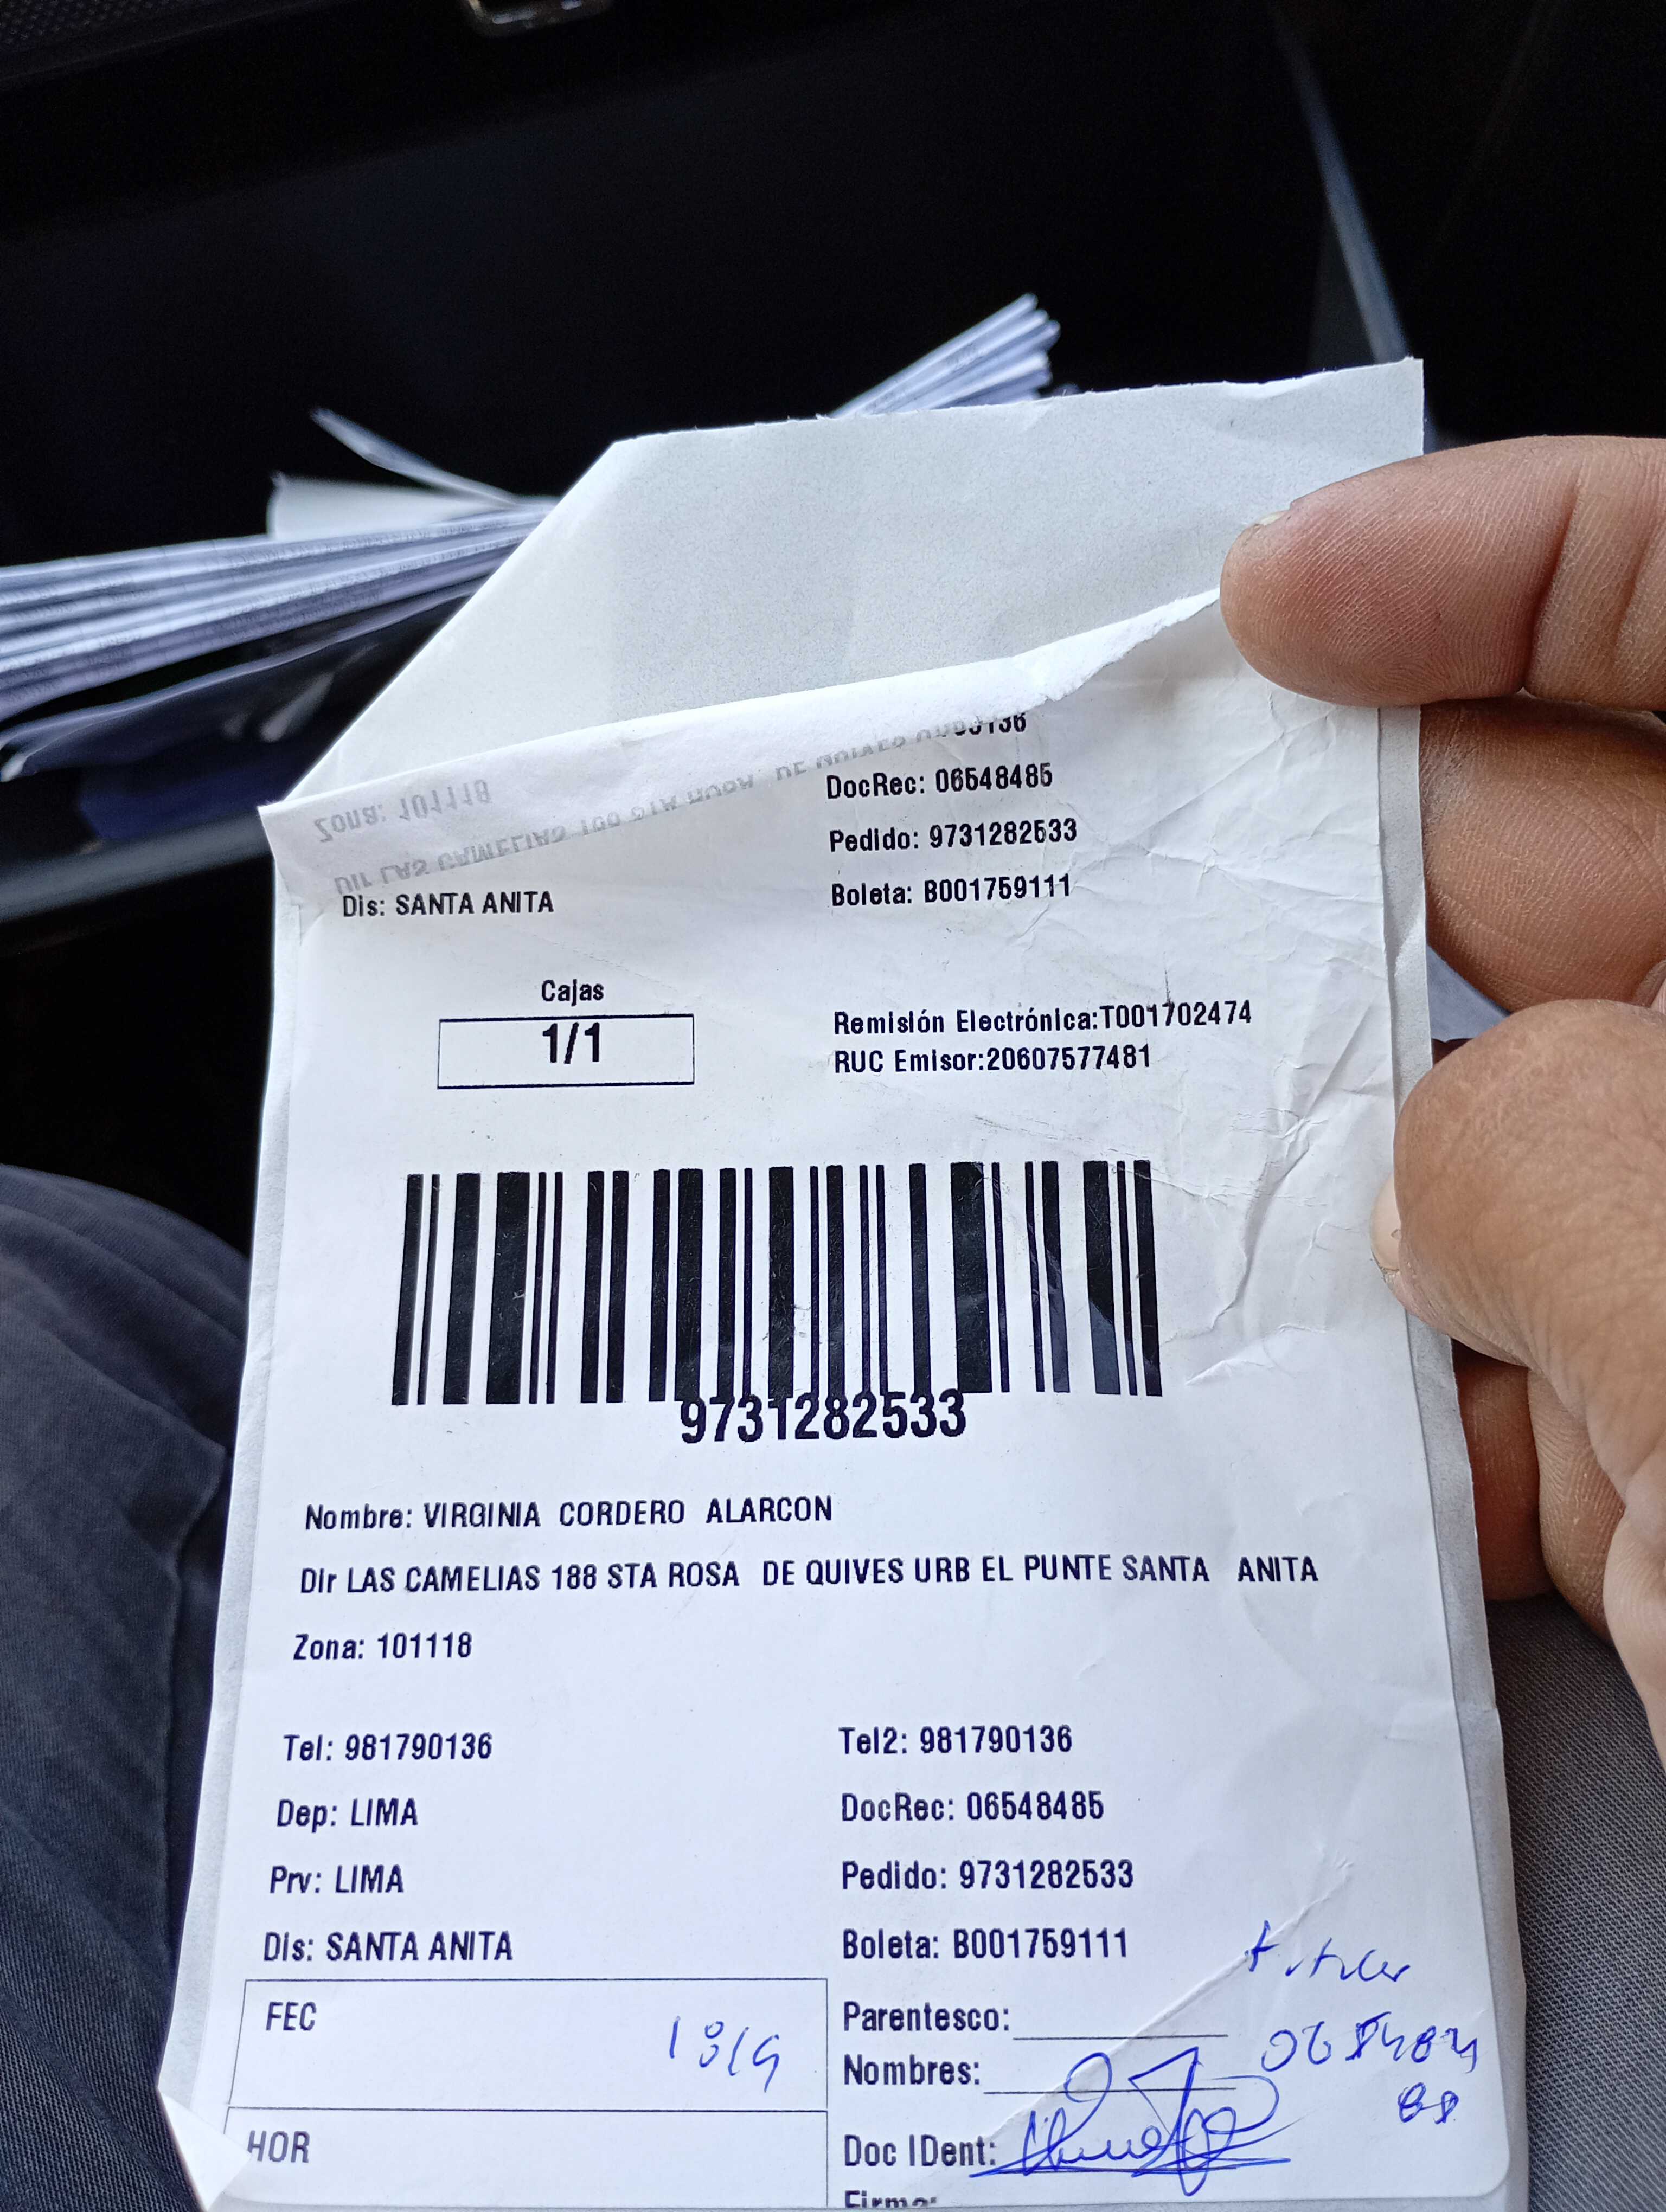 DocRec: 06548485
Pedido: 9731282533
Boleta: B001759111
Dis: SANTA ANITA
Cajas
1/1
Remisión Electrónica:T001702474
RUC Emisor:20607577481
9731282533
Nombre: VIRGINIA CORDERO ALARCON
Dir LAS CAMELIAS 188 STA ROSA DE QUIVES URB EL PUNTE SANTA ANITA
Zona: 101118
Tel: 981790136 Tel2: 981790136
Dep: LIMA DocRec: 06548485
Prv: LIMA Pedido: 9731282533
Dis: SANTA ANITA Boleta: B001759111
titular
FEC
Parentesco:
Nombres:
HOR
Doc IDent:
Firma: